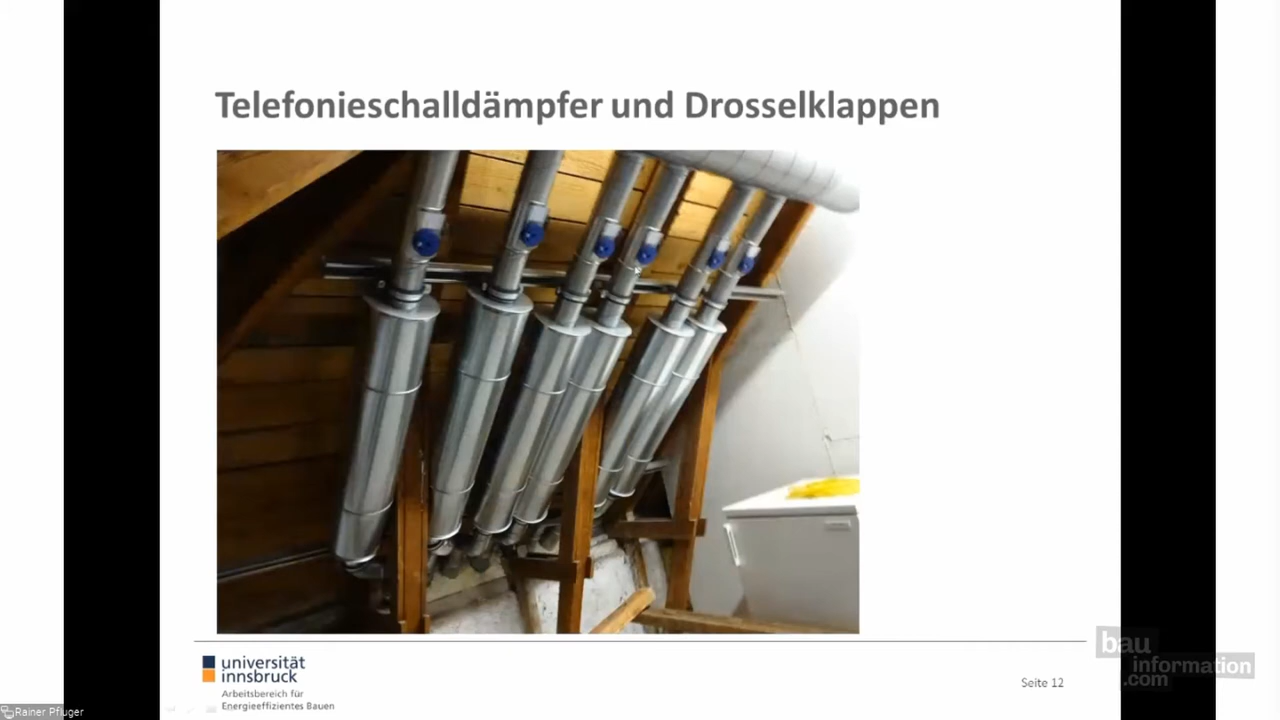 Telefonieschalldämpfer und Drosselklappen
universität
innsbruck
Arbeitsbereich für
Energieeffizientes Bauen
Seite 12
bau
information
.com
Rainer Pfluger